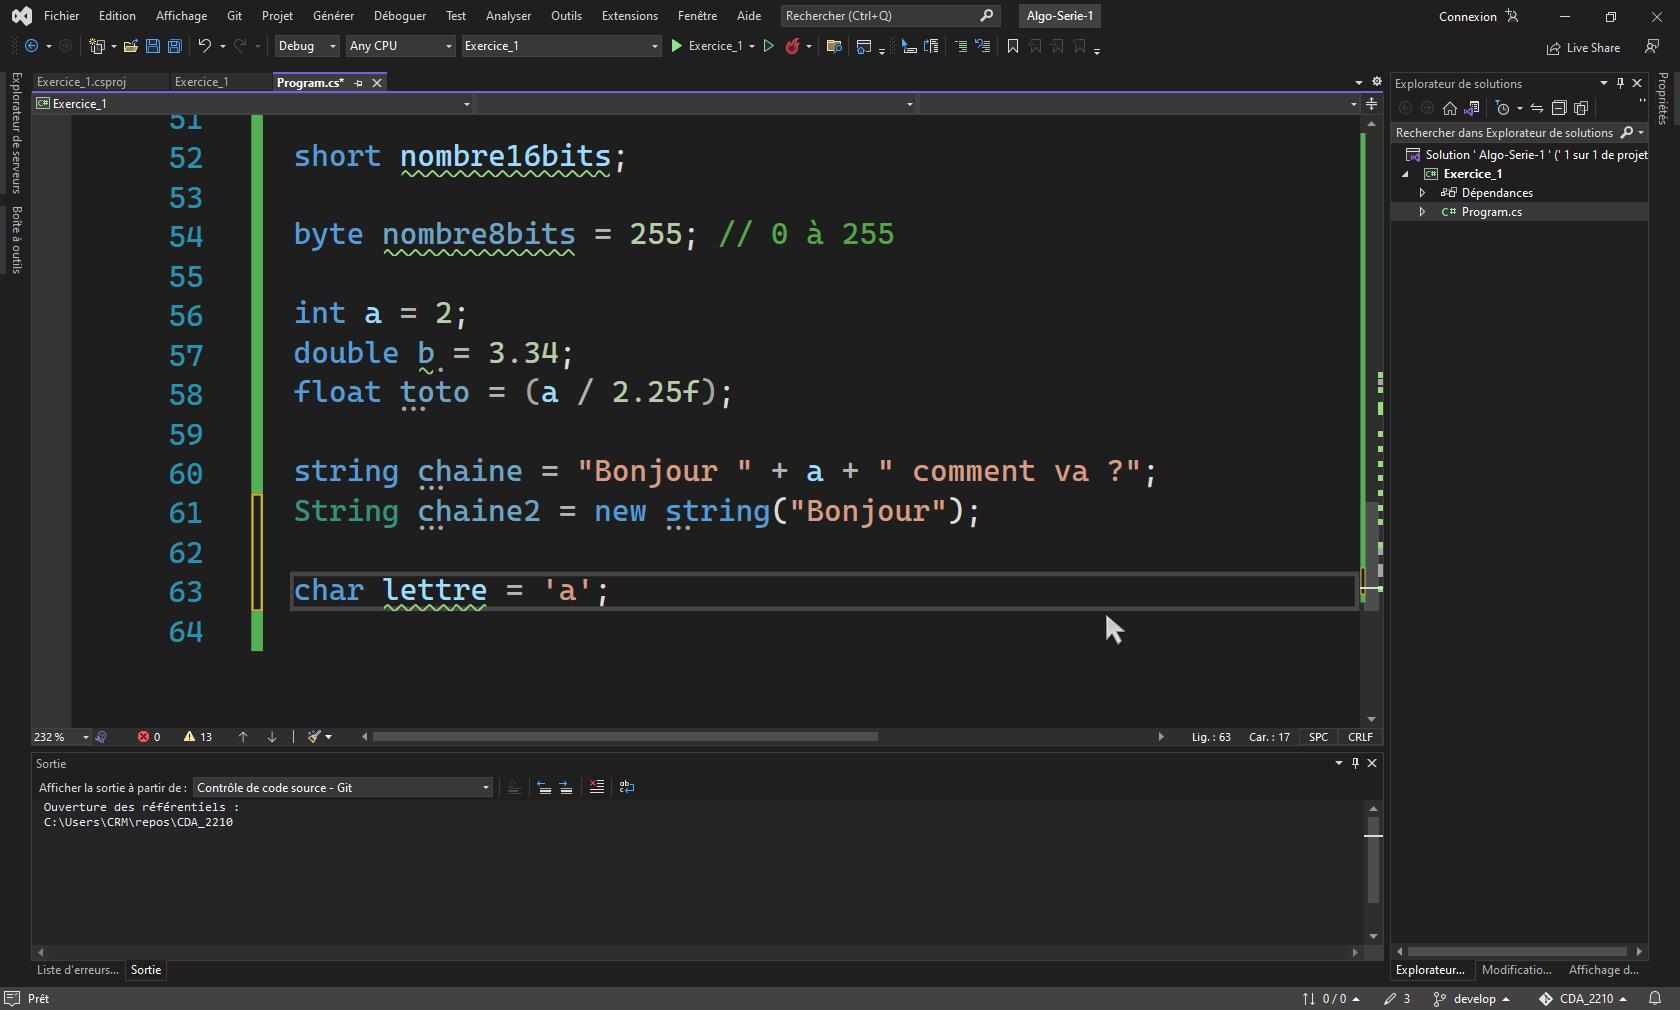 Fichier Edition Affichage Git Projet Générer Déboguer Test Analyser Outils Extensions Fenêtre Aide Rechercher (Ctrl+Q) Algo-Serie-1 Connexion
Debug Any CPU Exercice_1 Exercice_1 Live Share
Explorateur de serveurs
Boîte à outils
Exercice_1.csproj Exercice_1 Program.cs*
C# Exercice_1
51
52 short nombre16bits;
53
54 byte nombre8bits = 255; // 0 à 255
55
56 int a = 2;
57 double b = 3.34;
58 float toto = (a / 2.25f);
59
60 string chaine = "Bonjour " + a + " comment va ?";
61 String chaine2 = new string("Bonjour");
62
63 char lettre = 'a';
64
232 % 0 13 Lig. : 63 Car. : 17 SPC CRLF
Sortie
Afficher la sortie à partir de : Contrôle de code source - Git
Ouverture des référentiels :
C:\Users\CRM\repos\CDA_2210
Liste d'erreurs... Sortie
Explorateur de solutions
Rechercher dans Explorateur de solutions
Solution ' Algo-Serie-1 ' (' 1 sur 1 de projet
C# Exercice_1
Dépendances
C# Program.cs
Explorateur... Modificatio... Affichage d...
Propriétés
Prêt 0 / 0 3 develop CDA_2210